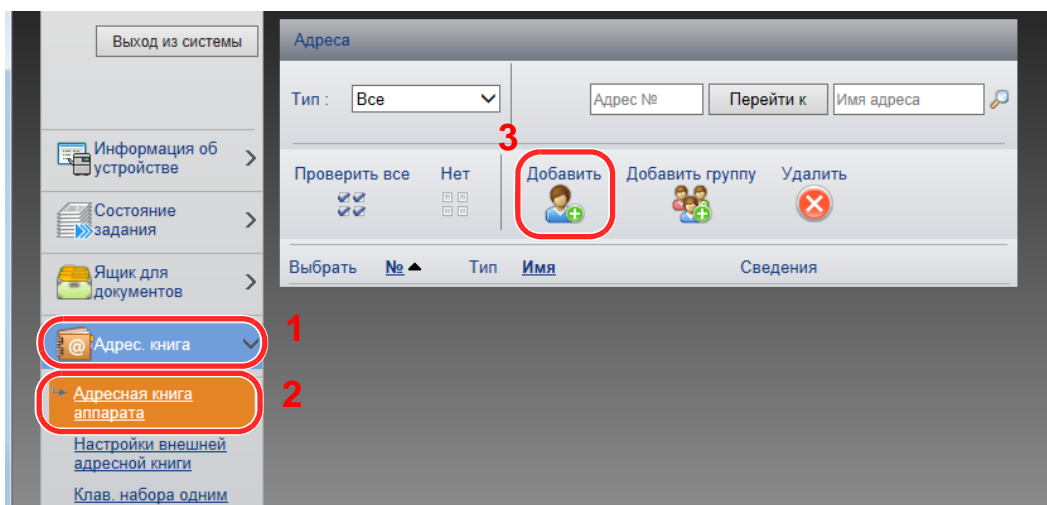 Выход из системы
Адреса
Тип :
Все
Адрес №
Перейти к
Имя адреса
3
Информация об
устройстве
Проверить все
Нет
Добавить
Добавить группу
Удалить
Состояние
задания
Выбрать № Тип Имя Сведения
Ящик для
документов
Адрес. книга
1
Адресная книга
аппарата
2
Настройки внешней
адресной книги
Клав. набора одним